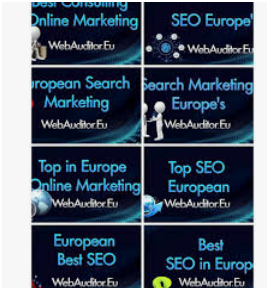 Best Consulting
Online Marketing
WebAuditor.Eu
SEO Europe'
WebAuditor.Eu
uropean Search
Marketing
WebAuditor.Eu
Search Marketing
Europe's
WebAuditor.Eu
Top in Europe
Online Marketing
WebAuditor.Eu
Top SEO
European
WebAuditor.Eu
European
Best SEO
WebAuditor.Eu
Best
SEO in Europ
WebAuditor.Eu